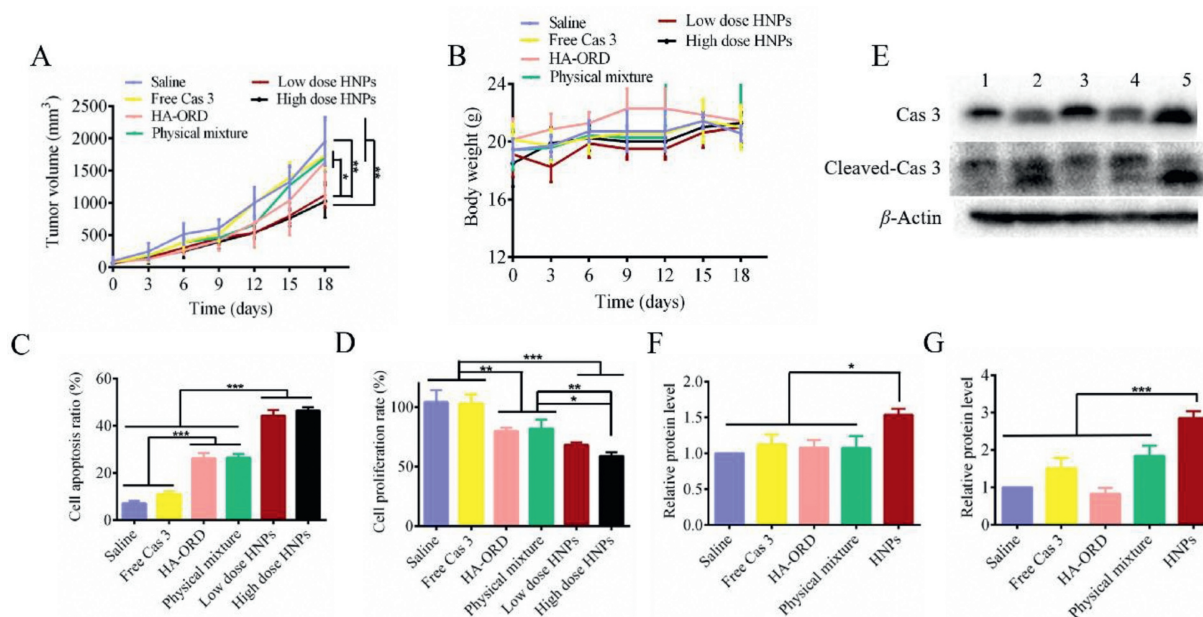 A
Saline
Free Cas 3
HA-ORD
Physical mixture
Low dose HNPs
High dose HNPs
Tumor volume (mm³)
2500
2000
1500
1000
500
0
0 3 6 9 12 15 18
Time (days)
*
**
**
B
Saline
Free Cas 3
HA-ORD
Physical mixture
Low dose HNPs
High dose HNPs
Body weight (g)
24
20
16
12
0 3 6 9 12 15 18
Time (days)
E
1 2 3 4 5
Cas 3
Cleaved-Cas 3
β-Actin
C
Cell apoptosis ratio (%)
60
40
20
0
***
***
Saline
Free Cas 3
HA-ORD
Physical mixture
Low dose HNPs
High dose HNPs
D
Cell proliferation rate (%)
100
50
0
***
**
**
*
Saline
Free Cas 3
HA-ORD
Physical mixture
Low dose HNPs
High dose HNPs
F
Relative protein level
2.0
1.5
1.0
0.5
0.0
*
Saline
Free Cas 3
HA-ORD
Physical mixture
HNPs
G
Relative protein level
4
3
2
1
0
***
Saline
Free Cas 3
HA-ORD
Physical mixture
HNPs